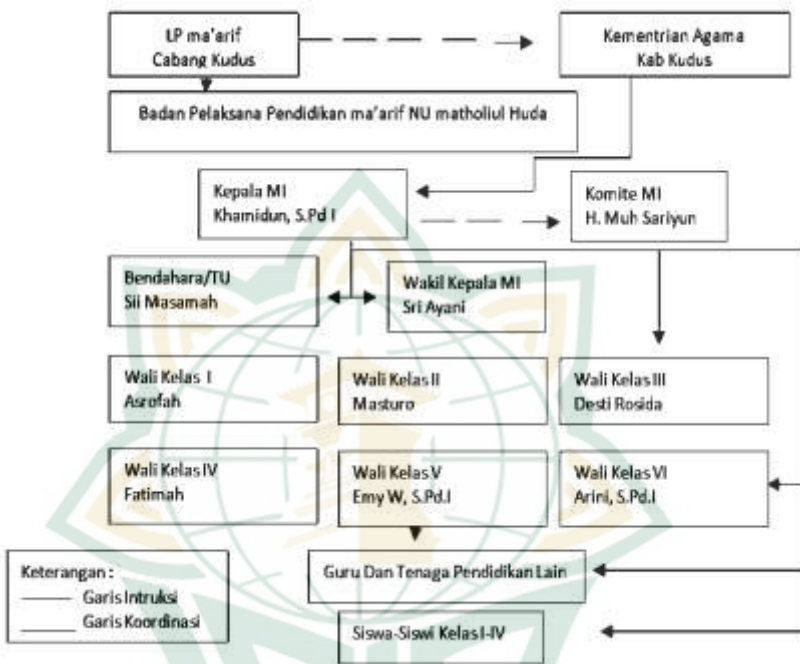 LP ma'arif
Cabang Kudus
Kementrian Agama
Kab Kudus
Badan Pelaksana Pendidikan ma'arif NU matholiul Huda
Kepala MI
Khamidun, S.Pd I
Komite MI
H. Muh Sariyun
Bendahara/TU
Sii Masamah
Wakil Kepala MI
Sri Ayani
Wali Kelas I
Asrofah
Wali Kelas II
Masturo
Wali Kelas III
Desti Rosida
Wali Kelas IV
Fatimah
Wali Kelas V
Emy W, S.Pd.I
Wali Kelas VI
Arini, S.Pd.I
Keterangan :
Garis Intruksi
Garis Koordinasi
Guru Dan Tenaga Pendidikan Lain
Siswa-Siswi Kelas I-IV